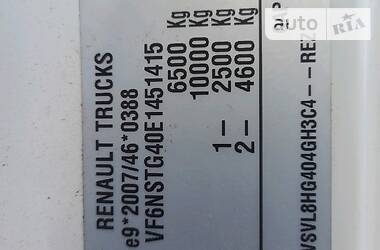 RENAULT TRUCKS
e9*2007/46*0388
VF6NSTG40E1451415
6500 Kg
10000 Kg
1– 2500 Kg
2– 4600 Kg
VSVL8HG404GH3C4--REZ
auto RIA